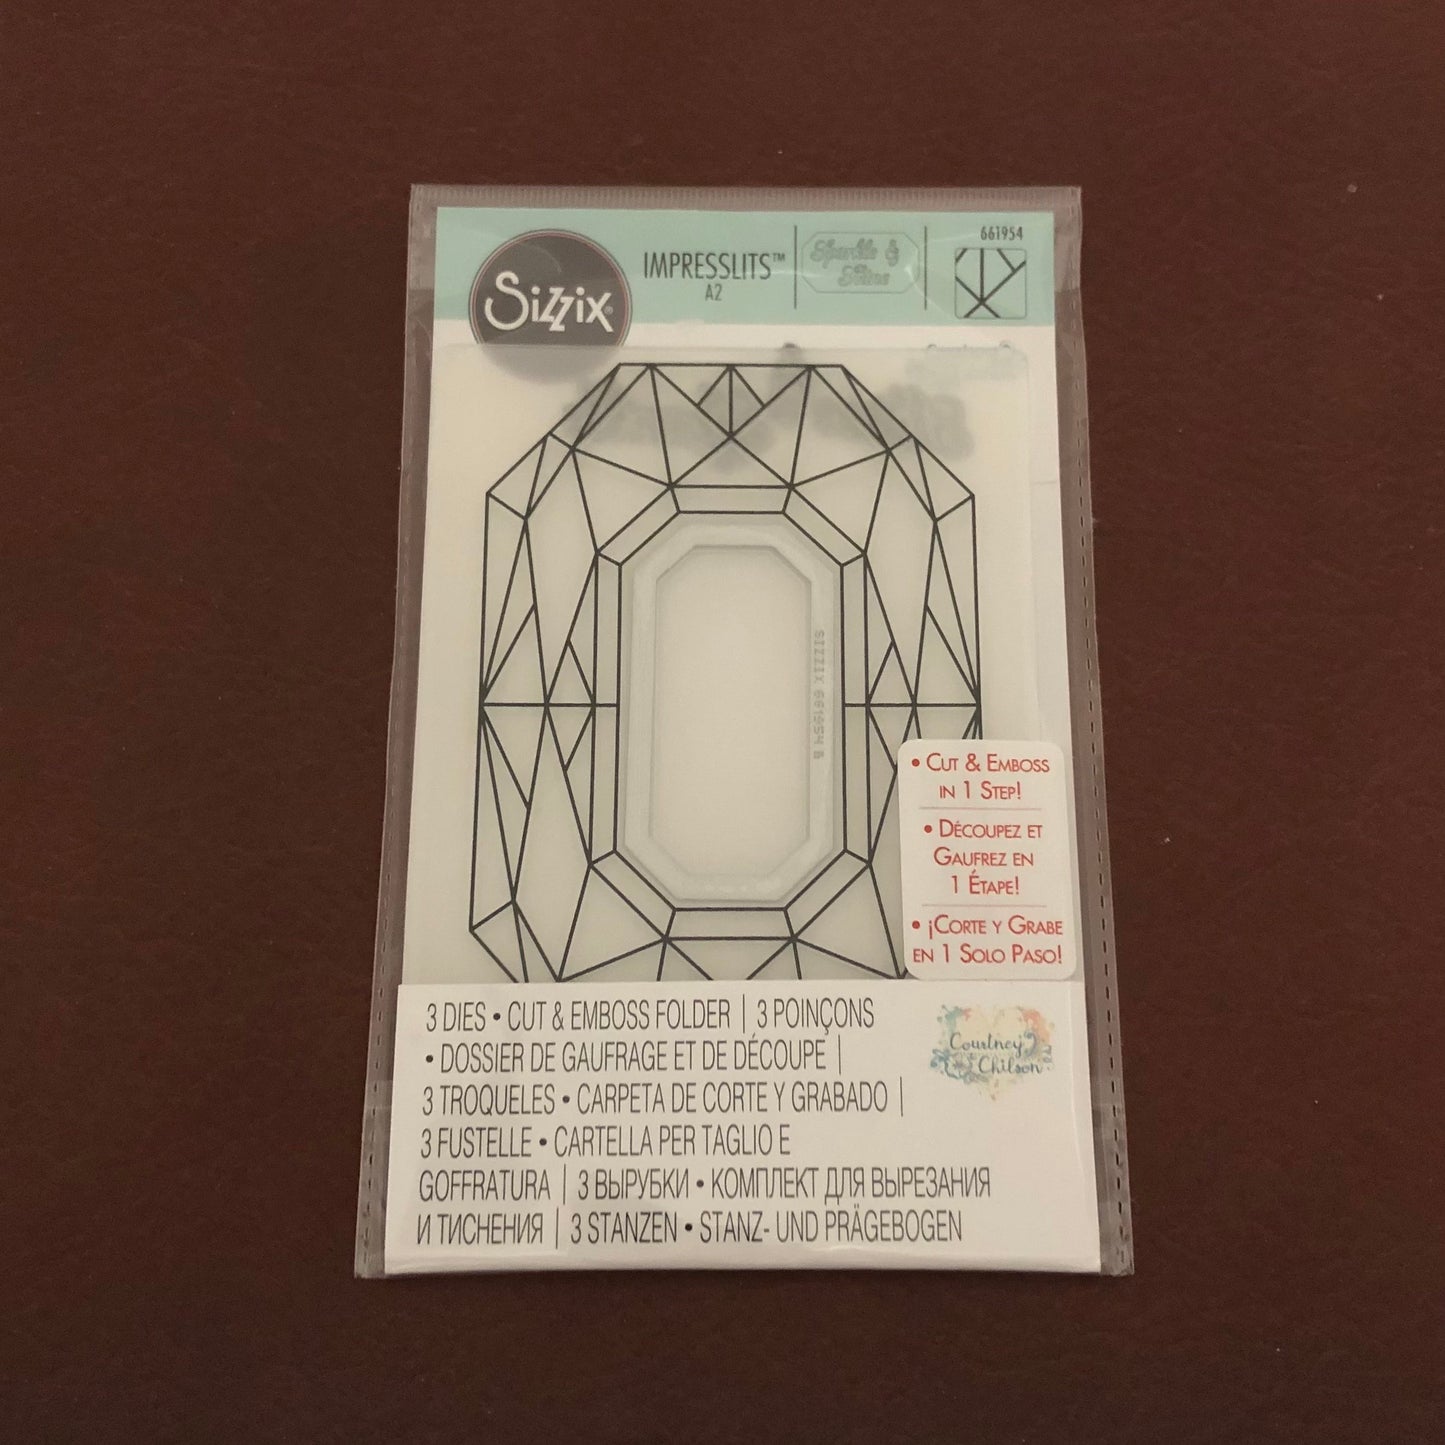 Sizzix
IMPRESSLITS™
A2
Sparkle &
Shine
661954
SIZZIX 661954 B
• CUT & EMBOSS
IN 1 STEP!
• DÉCOUPEZ ET
GAUFREZ EN
1 ÉTAPE!
• ¡CORTE Y GRABE
EN 1 SOLO PASO!
3 DIES • CUT & EMBOSS FOLDER | 3 POINÇONS
• DOSSIER DE GAUFRAGE ET DE DÉCOUPE |
3 TROQUELES • CARPETA DE CORTE Y GRABADO |
3 FUSTELLE • CARTELLA PER TAGLIO E
GOFFRATURA | 3 ВЫРУБКИ • КОМПЛЕКТ ДЛЯ ВЫРЕЗАНИЯ
И ТИСНЕНИЯ | 3 STANZEN • STANZ- UND PRÄGEBOGEN
Courtney
Chilson